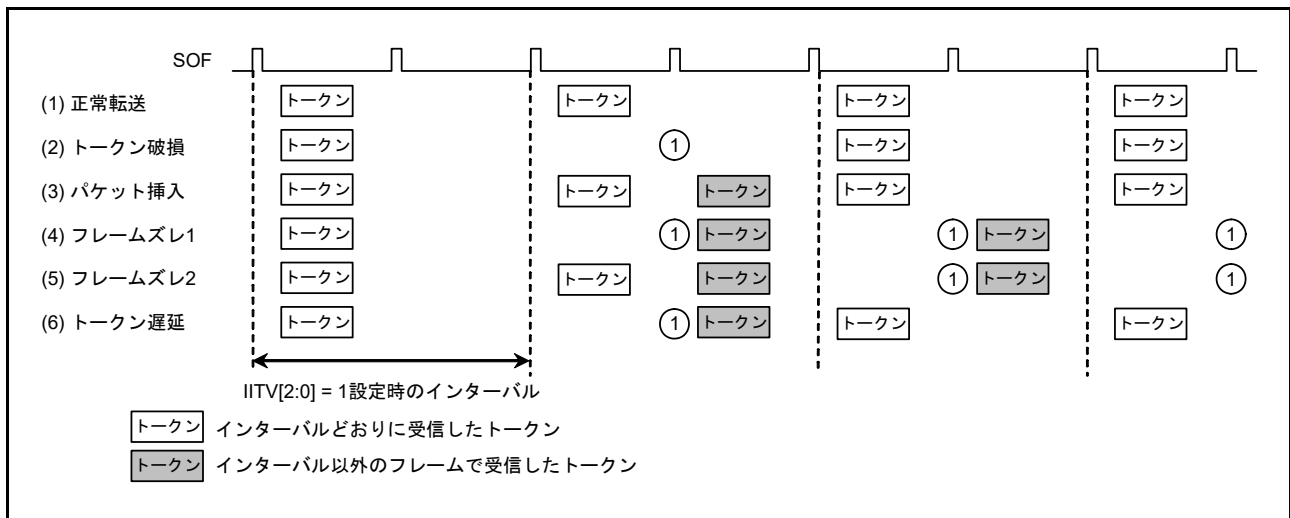 SOF
(1) 正常転送 トークン トークン トークン トークン
(2) トークン破損 トークン 1 トークン トークン
(3) パケット挿入 トークン トークン トークン トークン トークン
(4) フレームズレ1 トークン 1 トークン 1 トークン 1
(5) フレームズレ2 トークン トークン トークン 1 トークン 1
(6) トークン遅延 トークン 1 トークン トークン トークン
IITV[2:0] = 1設定時のインターバル
トークン インターバルどおりに受信したトークン
トークン インターバル以外のフレームで受信したトークン